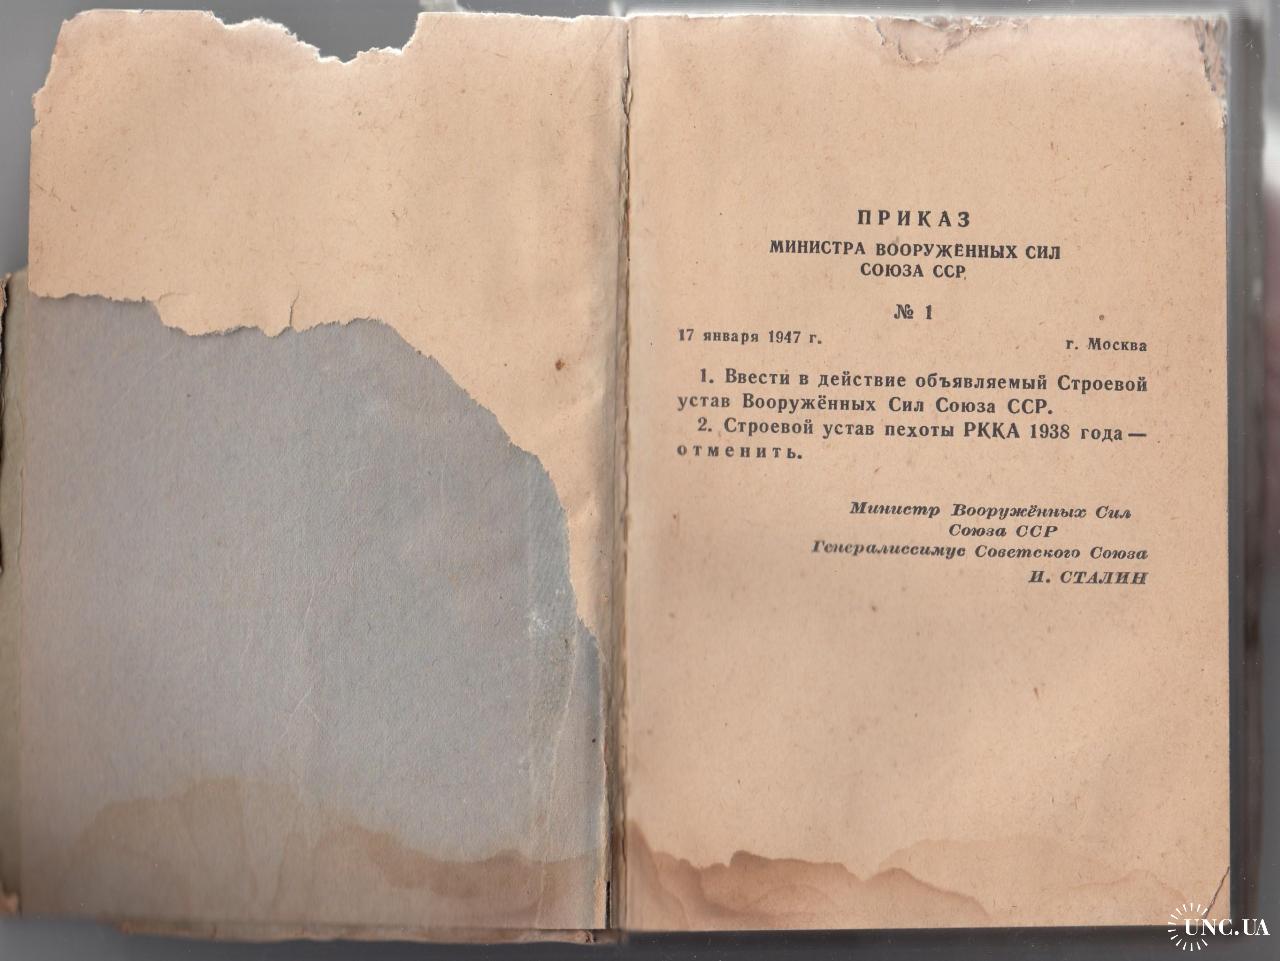 ПРИКАЗ
МИНИСТРА ВООРУЖЕННЫХ СИЛ
СОЮЗА ССР
№ 1
17 января 1947 г. г. Москва
1. Ввести в действие объявляемый Строевой
устав Вооружённых Сил Союза ССР.
2. Строевой устав пехоты РККА 1938 года —
отменить.
Министр Вооружённых Сил
Союза ССР
Генералиссимус Советского Союза
И. СТАЛИН
UNC.UA